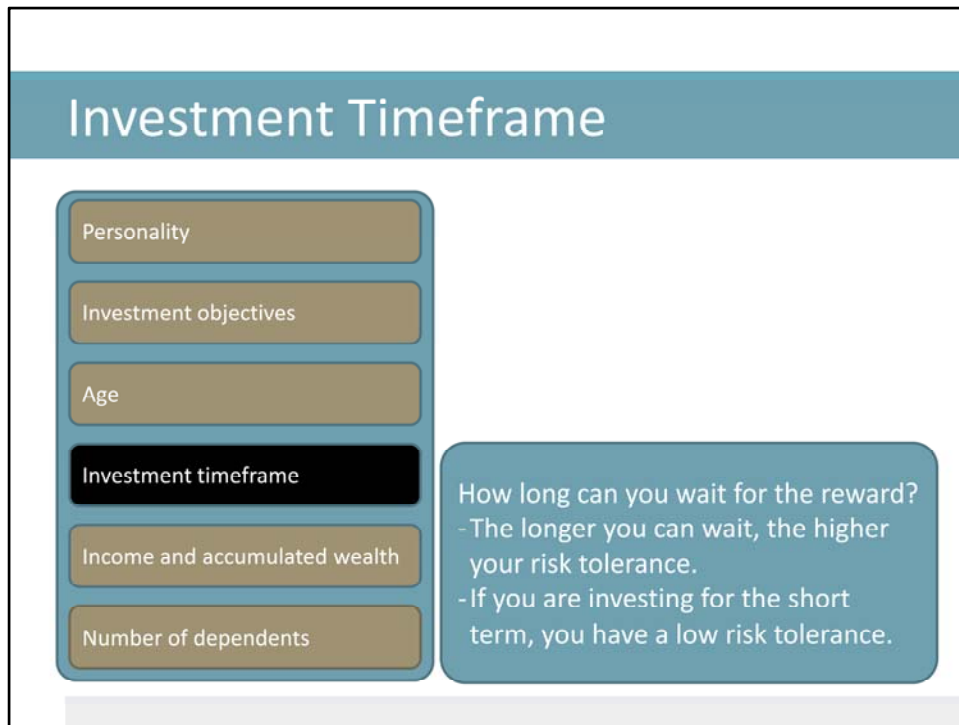 Investment Timeframe
Personality
Investment objectives
Age
Investment timeframe
Income and accumulated wealth
Number of dependents
How long can you wait for the reward?
-The longer you can wait, the higher
your risk tolerance.
-If you are investing for the short
term, you have a low risk tolerance.